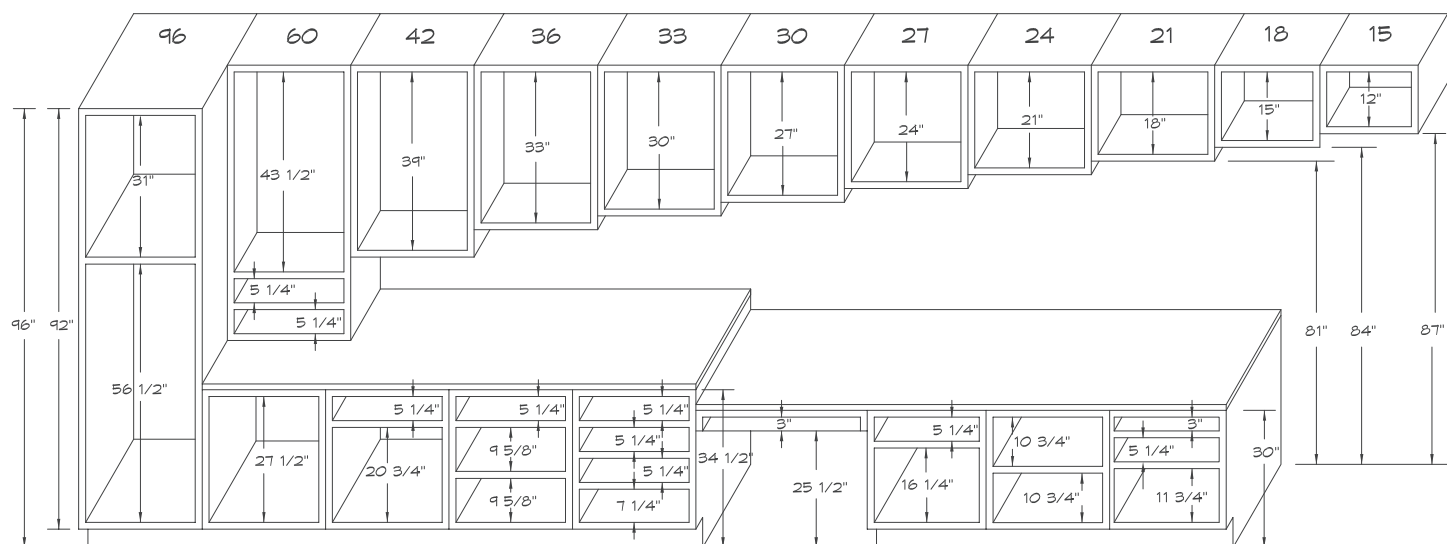 96 60 42 36 33 30 27 24 21 18 15
31" 43 1/2" 39" 33" 30" 27" 24" 21" 18" 15" 12"
5 1/4"
5 1/4"
96" 92" 81" 84" 87"
56 1/2"
5 1/4" 5 1/4" 5 1/4" 3" 5 1/4" 3"
27 1/2" 20 3/4" 9 5/8" 5 1/4" 34 1/2" 10 3/4" 5 1/4" 30"
5 1/4" 25 1/2" 16 1/4"
9 5/8" 7 1/4" 10 3/4" 11 3/4"